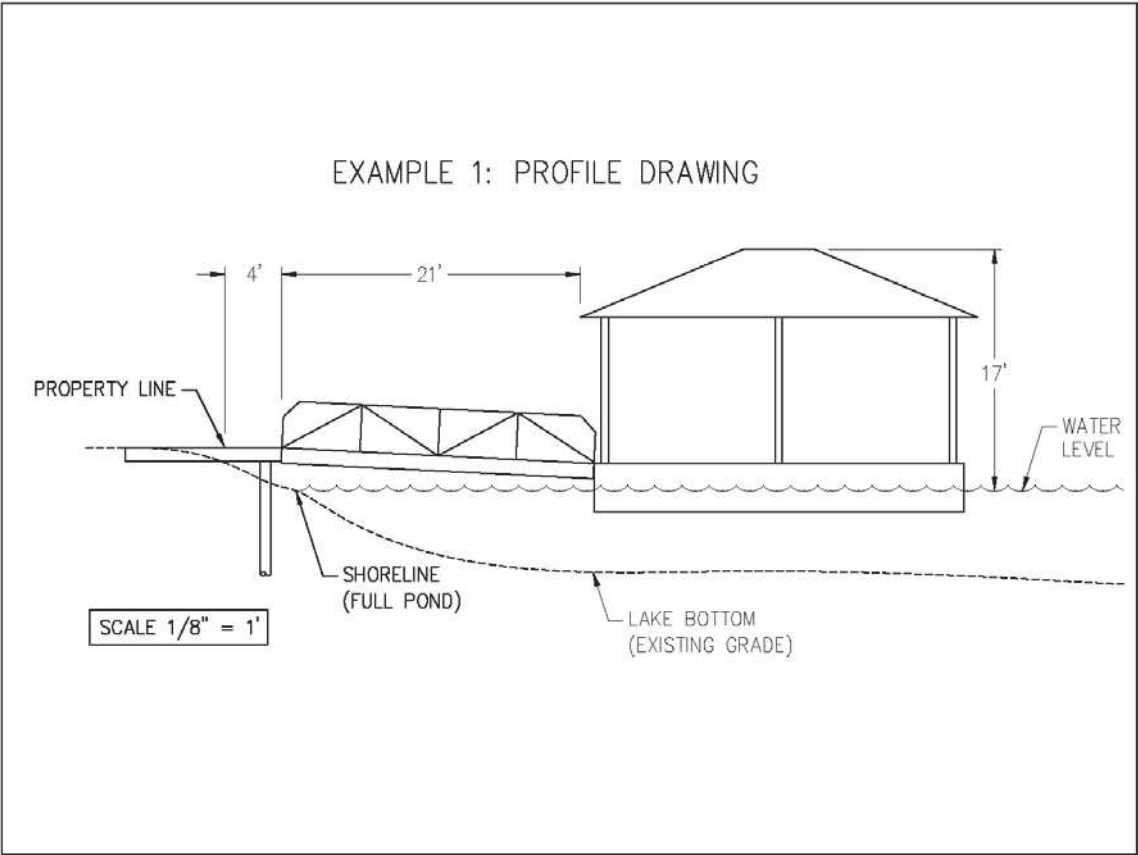 EXAMPLE 1: PROFILE DRAWING
4'
21'
17'
PROPERTY LINE
WATER
LEVEL
SHORELINE
(FULL POND)
SCALE 1/8" = 1'
LAKE BOTTOM
(EXISTING GRADE)